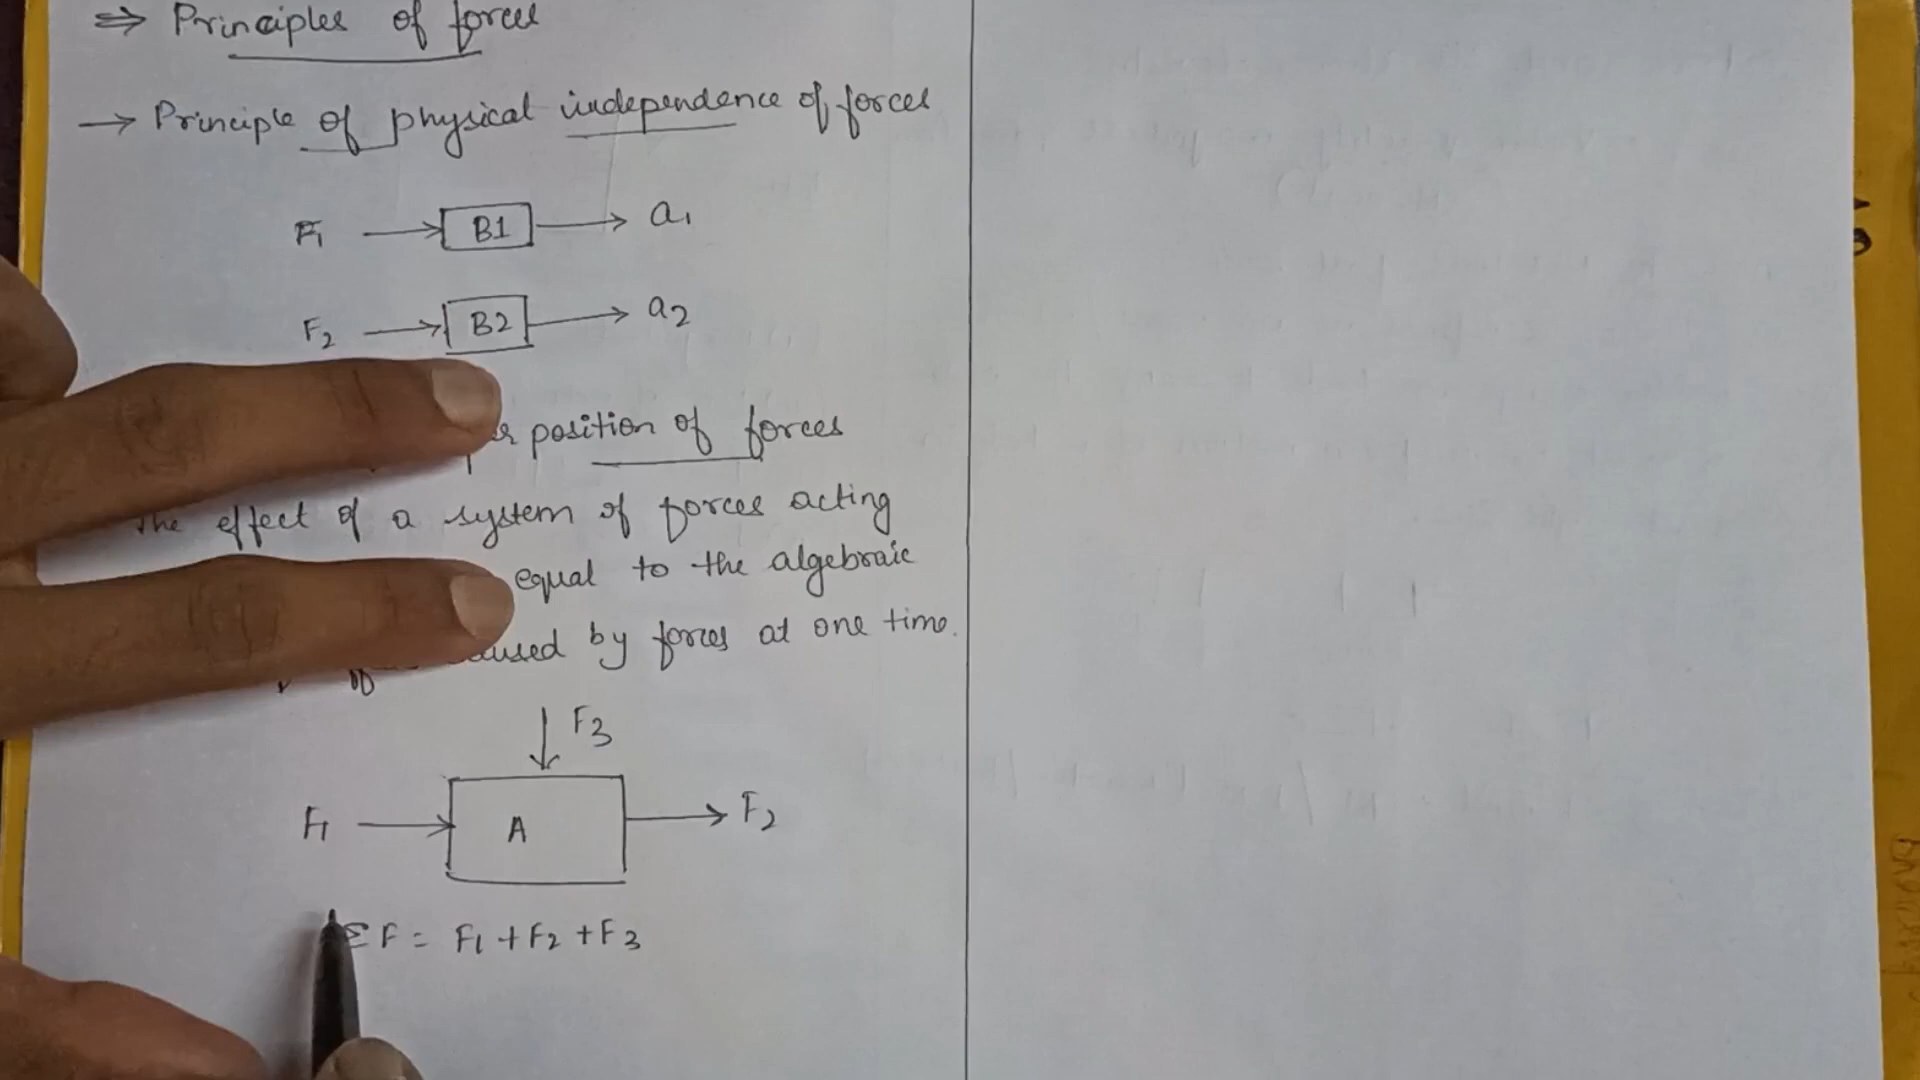 ⇒ Principles of forces
→ Principle of physical independence of forces
F1 → B1 → a1
F2 → B2 → a2
position of forces
The effect of a system of forces acting
equal to the algebraic
by forces at one time.
F3
F1 → A → F2
ΣF = F1 + F2 + F3